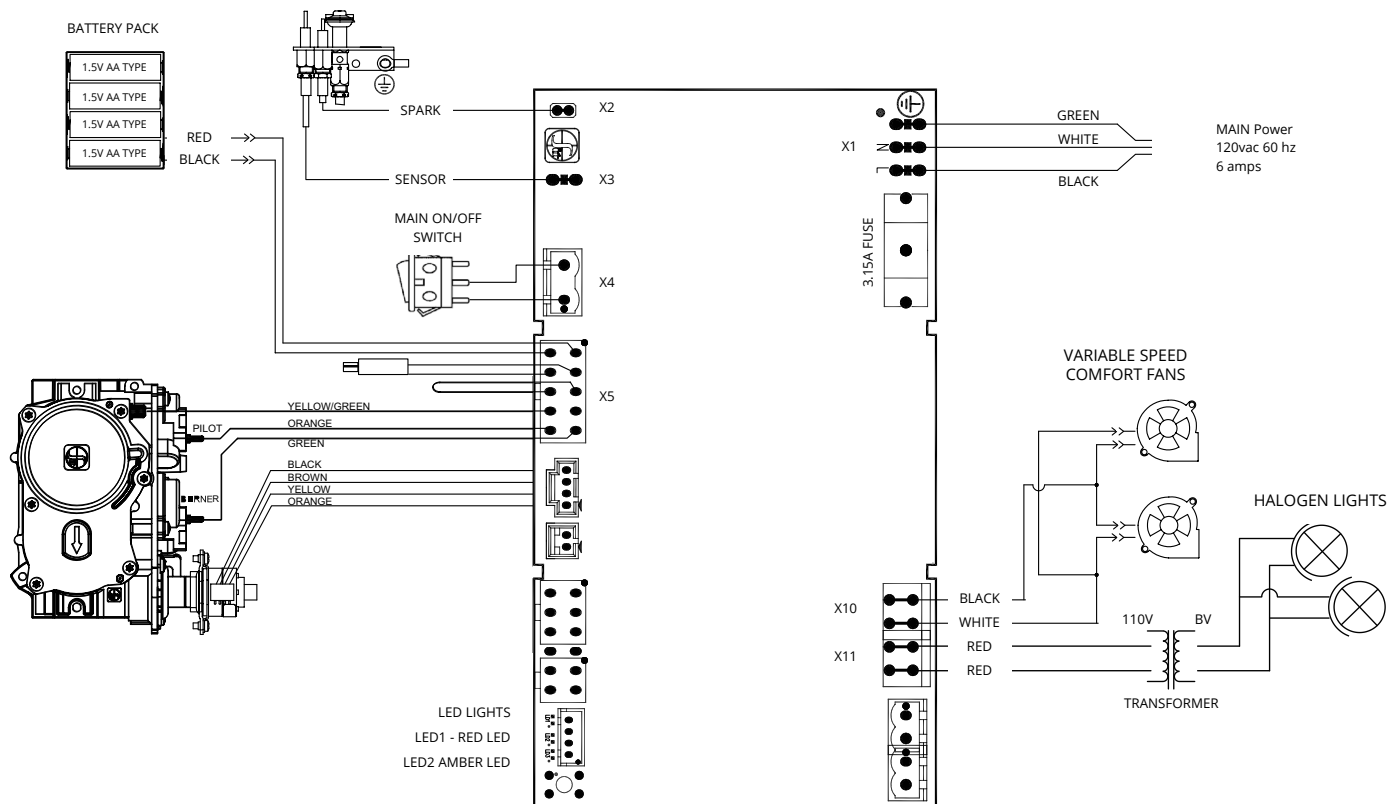 BATTERY PACK
1.5V AA TYPE
1.5V AA TYPE
1.5V AA TYPE
1.5V AA TYPE
RED
BLACK
SPARK
X2
SENSOR
X3
MAIN ON/OFF
SWITCH
X4
X5
YELLOW/GREEN
PILOT
ORANGE
GREEN
BLACK
BROWN
YELLOW
ORANGE
BURNER
LED LIGHTS
LED1 - RED LED
LED2 AMBER LED
X1
N
L
GREEN
WHITE
BLACK
MAIN Power
120vac 60 hz
6 amps
3.15A FUSE
VARIABLE SPEED
COMFORT FANS
HALOGEN LIGHTS
X10
BLACK
WHITE
X11
RED
RED
110V
BV
TRANSFORMER